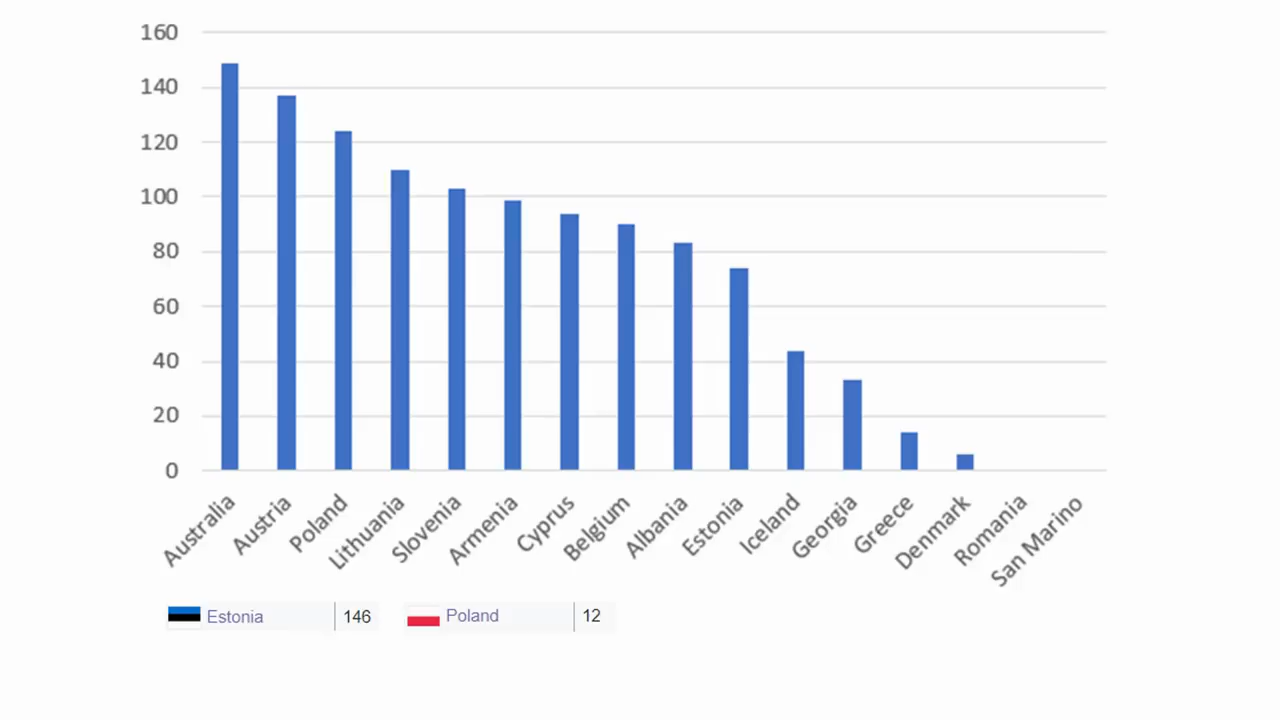 160
140
120
100
80
60
40
20
0
Australia
Austria
Poland
Lithuania
Slovenia
Armenia
Cyprus
Belgium
Albania
Estonia
Iceland
Georgia
Greece
Denmark
Romania
San Marino
Estonia 146 Poland 12